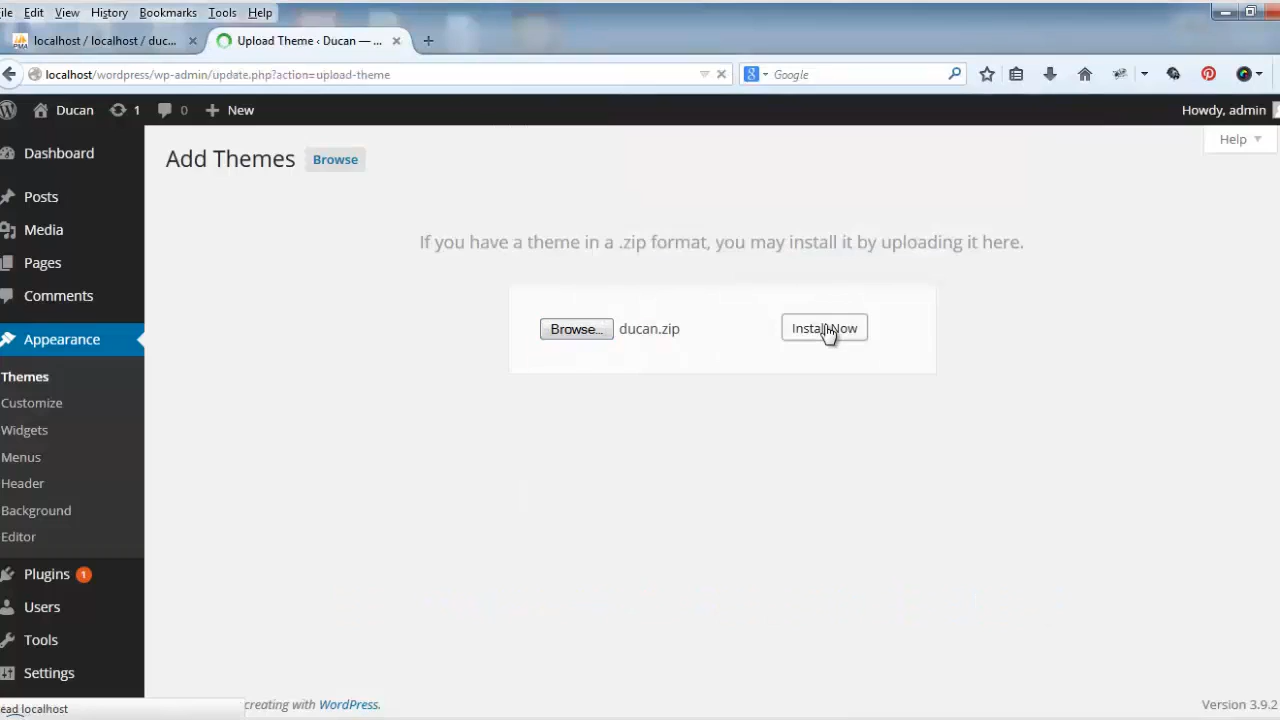 ile Edit View History Bookmarks Tools Help
localhost / localhost / duc... × Upload Theme ‹ Ducan — ... × +
localhost/wordpress/wp-admin/update.php?action=upload-theme Google
Ducan 1 0 + New Howdy, admin
Help
Add Themes Browse
Dashboard
Posts
Media
Pages
Comments
Appearance
Themes
Customize
Widgets
Menus
Header
Background
Editor
Plugins 1
Users
Tools
Settings
If you have a theme in a .zip format, you may install it by uploading it here.
Browse... ducan.zip Install Now
ead localhost
creating with WordPress.
Version 3.9.2